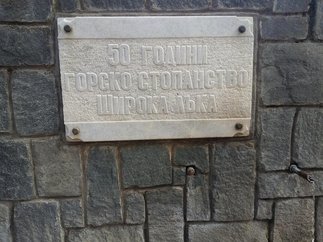 50 ГОДИНИ
ГОРСКО СТОПАНСТВО
ШИРОКА ЛЪКА